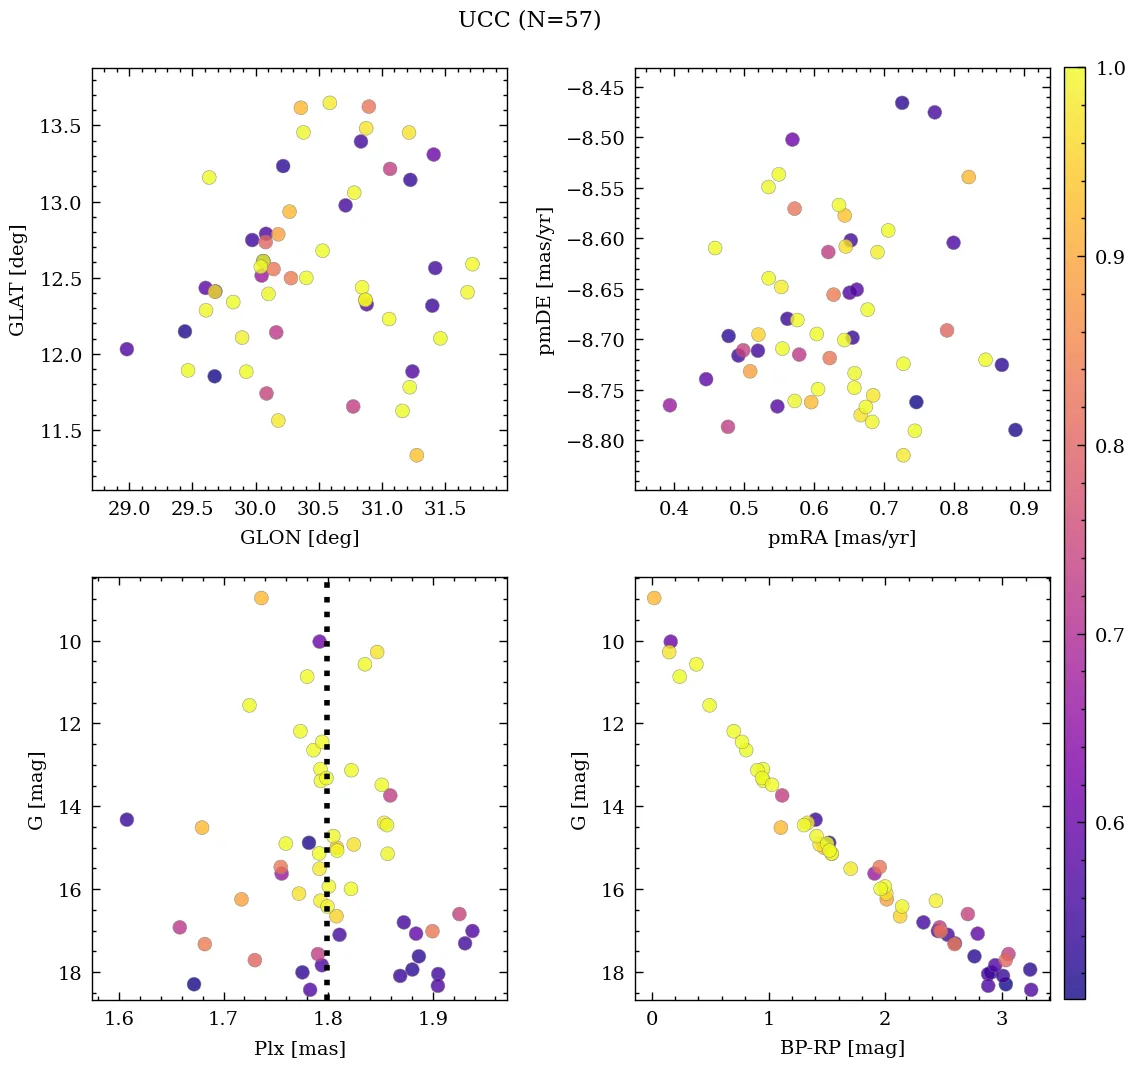 UCC (N=57)
13.5
13.0
12.5
12.0
11.5
GLAT [deg]
29.0 29.5 30.0 30.5 31.0 31.5
GLON [deg]
−8.45
−8.50
−8.55
−8.60
−8.65
−8.70
−8.75
−8.80
pmDE [mas/yr]
0.4 0.5 0.6 0.7 0.8 0.9
pmRA [mas/yr]
10
12
14
16
18
G [mag]
1.6 1.7 1.8 1.9
Plx [mas]
10
12
14
16
18
G [mag]
0 1 2 3
BP-RP [mag]
1.0
0.9
0.8
0.7
0.6